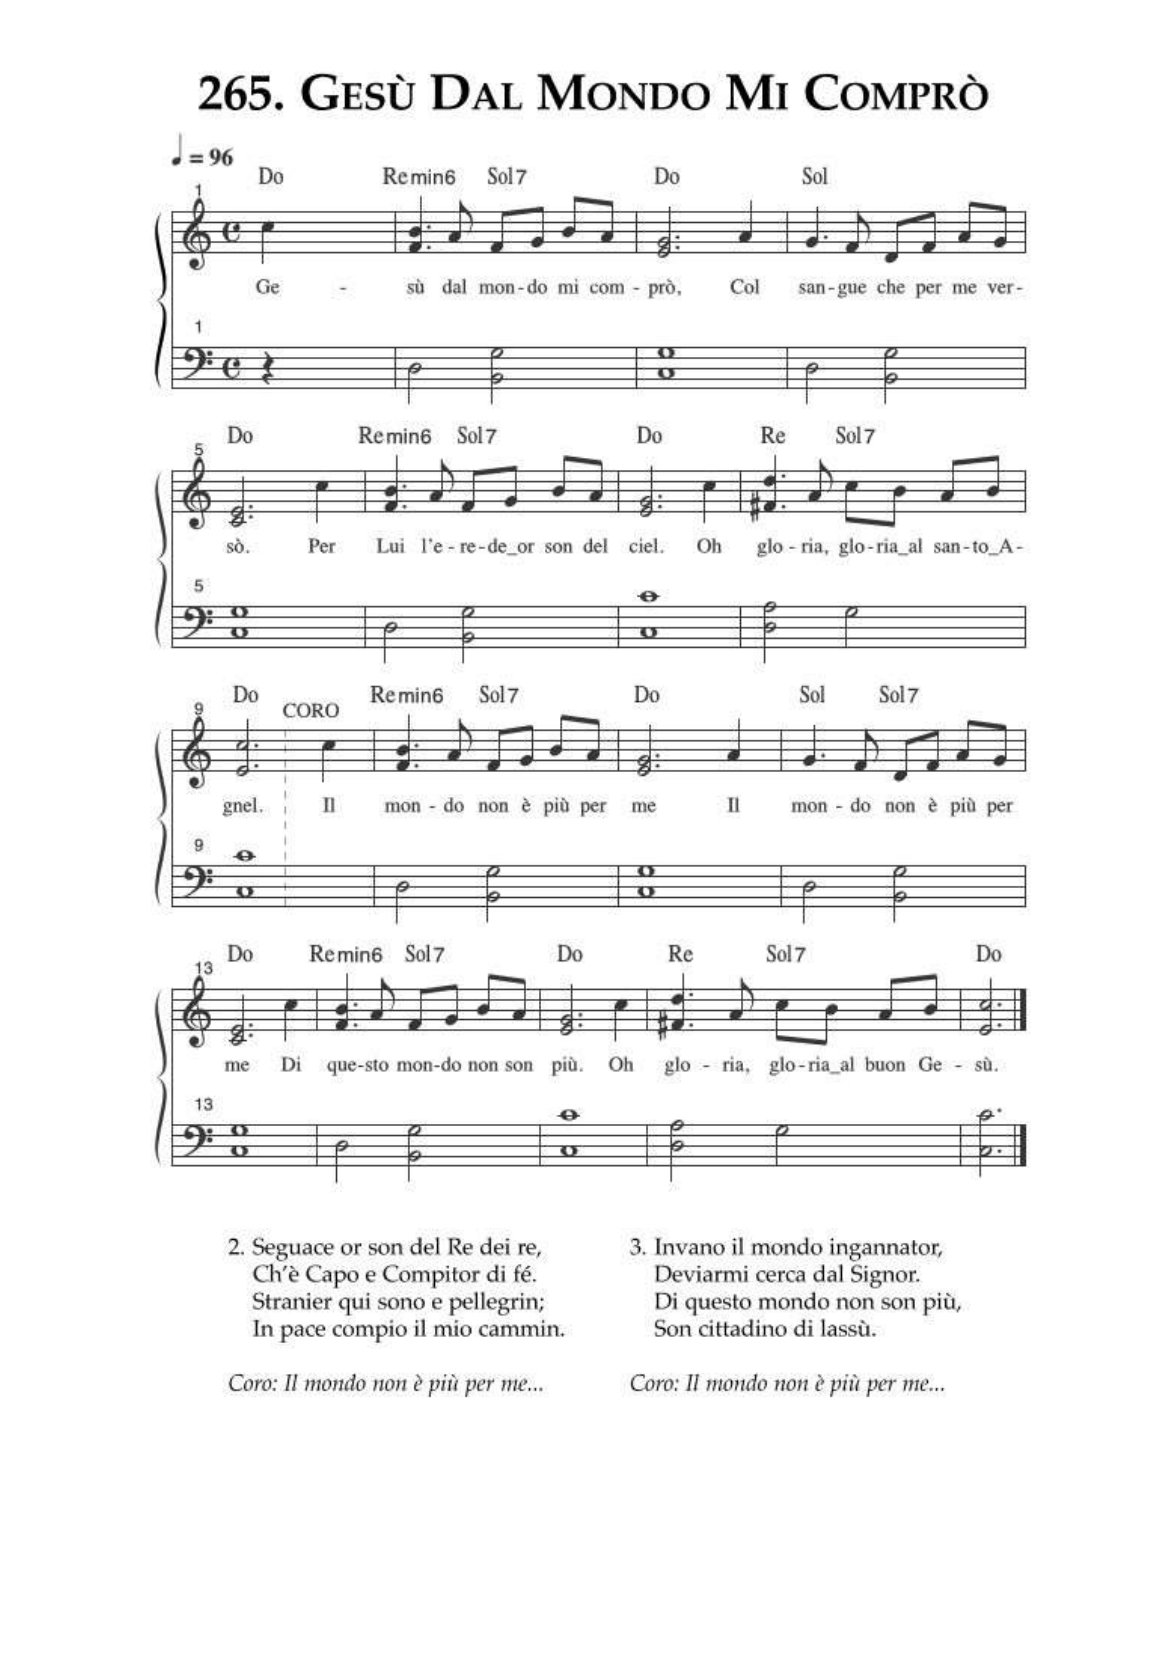 265. Gesù Dal Mondo Mi Comprò
= 96
Do Remin6 Sol7 Do Sol
1
Ge - sù dal mon-do mi com - prò, Col san-gue che per me ver-
1
Do Remin6 Sol7 Do Re Sol7
5
sò. Per Lui l'e-re-de_or son del ciel. Oh glo-ria, glo-ria_al san-to_A-
5
Do Remin6 Sol7 Do Sol Sol7
9 CORO
gnel. Il mon - do non è più per me Il mon - do non è più per
9
Do Remin6 Sol7 Do Re Sol7 Do
13
me Di que-sto mon-do non son più. Oh glo - ria, glo-ria_al buon Ge - sù.
13
2. Seguace or son del Re dei re,
Ch'è Capo e Compitor di fé.
Stranier qui sono e pellegrin;
In pace compio il mio cammin.
Coro: Il mondo non è più per me...
3. Invano il mondo ingannator,
Deviarmi cerca dal Signor.
Di questo mondo non son più,
Son cittadino di lassù.
Coro: Il mondo non è più per me...